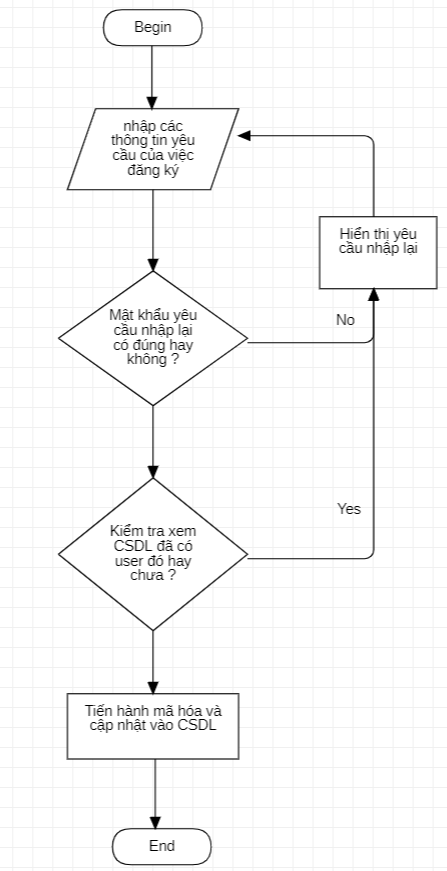 Begin
nhập các
thông tin yêu
cầu của việc
đăng ký
Hiển thị yêu
cầu nhập lại
Mật khẩu yêu
cầu nhập lại
có đúng hay
không ?
No
Yes
Kiểm tra xem
CSDL đã có
user đó hay
chưa ?
Tiến hành mã hóa và
cập nhật vào CSDL
End